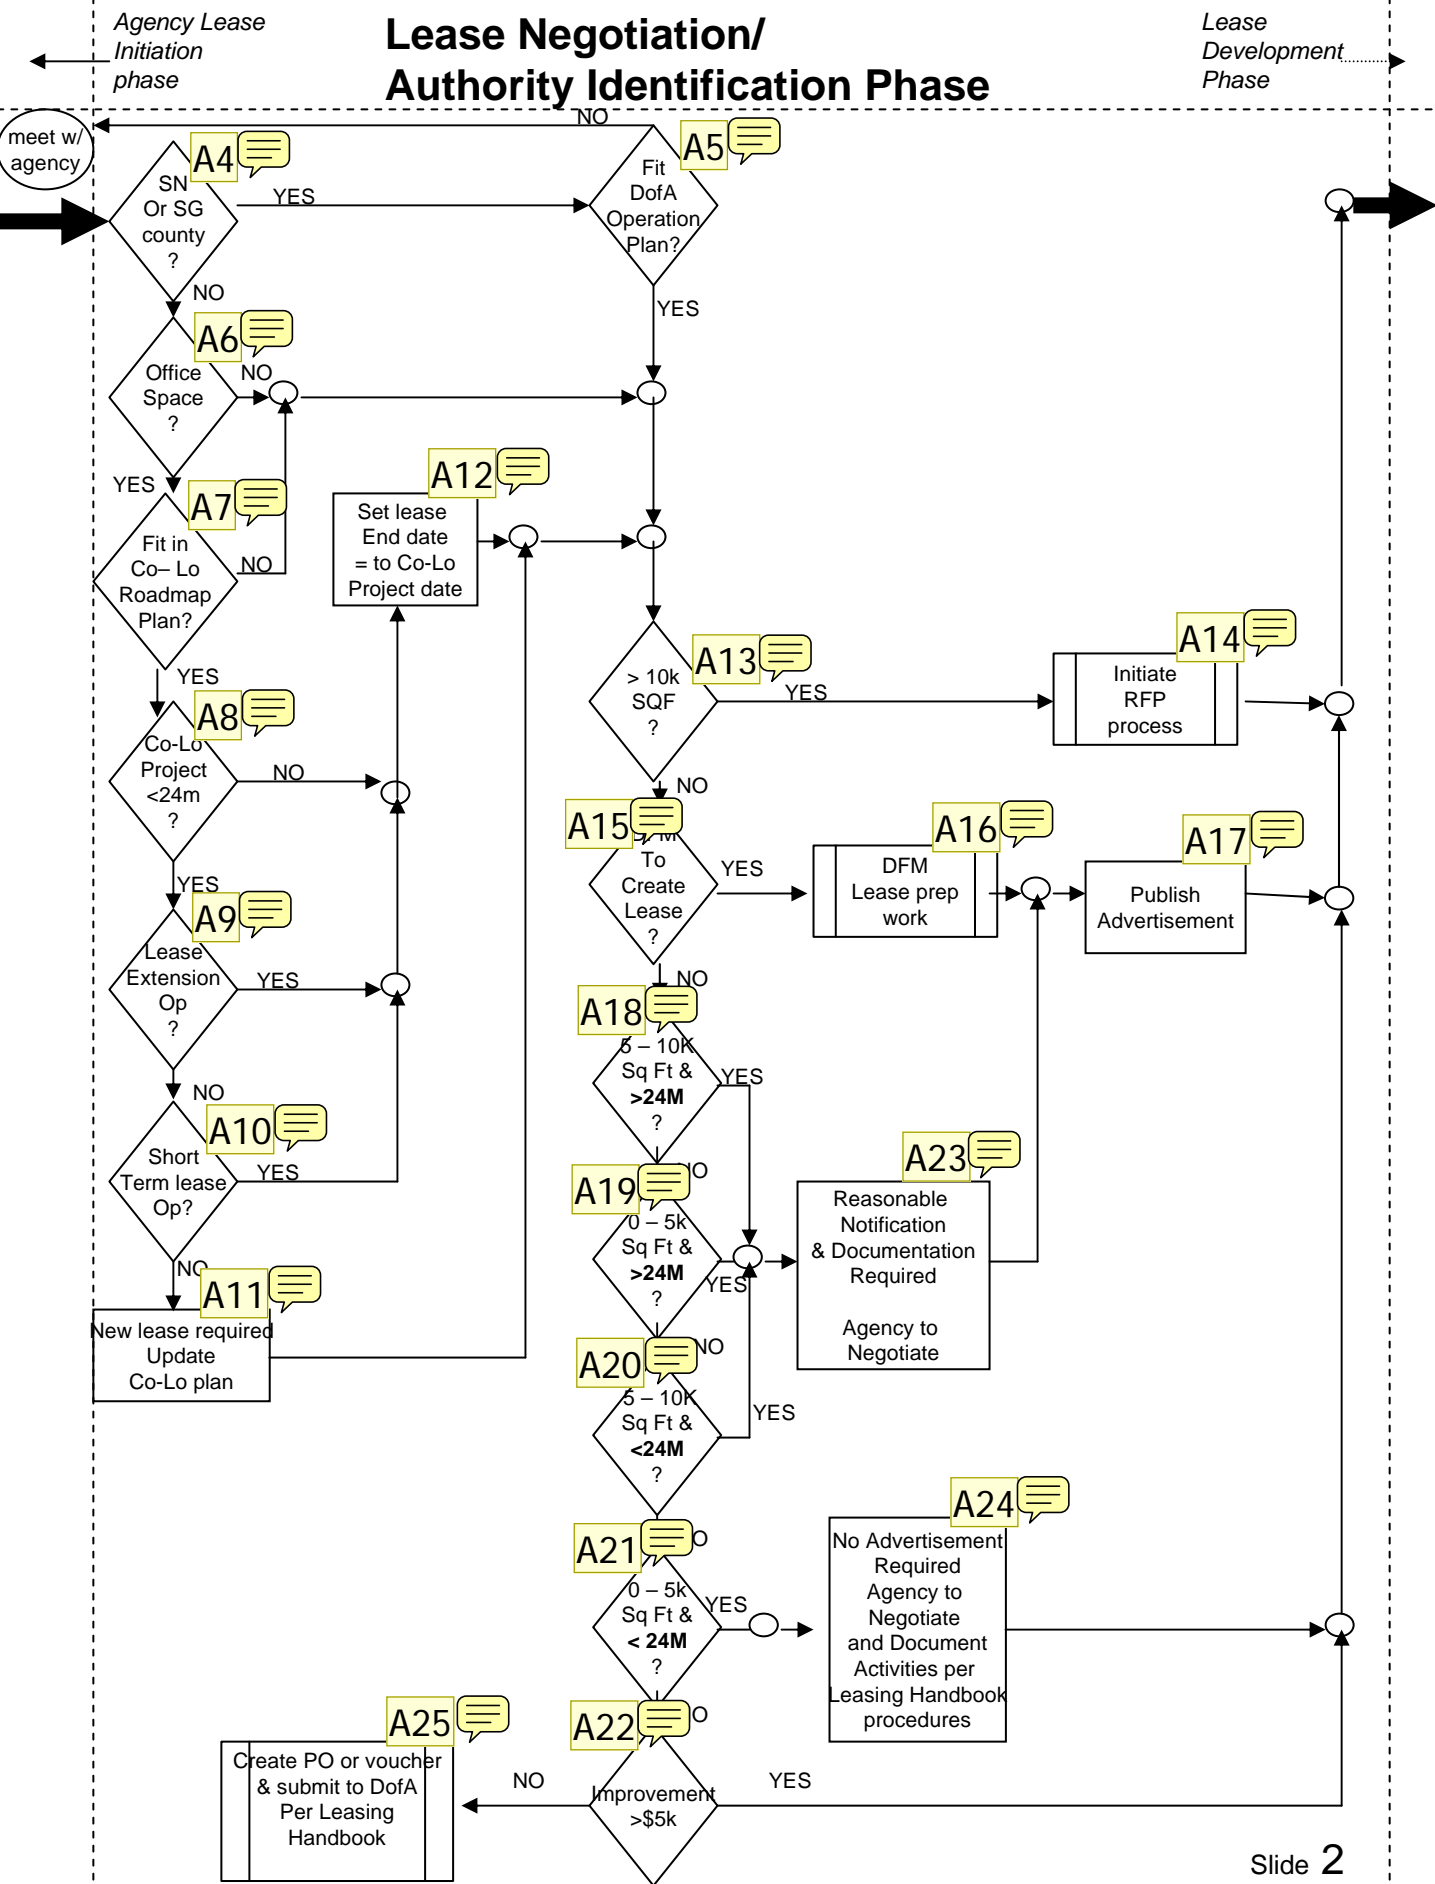 Agency Lease
Initiation
phase
Lease Negotiation/
Authority Identification Phase
Lease
Development
Phase
meet w/
agency
NO
A4
SN
Or SG
county
?
YES
NO
A5
Fit
DofA
Operation
Plan?
YES
A6
Office
Space
?
NO
YES
A7
Fit in
Co– Lo
Roadmap
Plan?
NO
YES
A12
Set lease
End date
= to Co-Lo
Project date
A8
Co-Lo
Project
<24m
?
NO
YES
A13
> 10k
SQF
?
YES
NO
A14
Initiate
RFP
process
A9
Lease
Extension
Op
?
YES
NO
A15
To
Create
Lease
?
YES
NO
A16
DFM
Lease prep
work
A17
Publish
Advertisement
A10
Short
Term lease
Op?
YES
NO
A11
New lease required
Update
Co-Lo plan
A18
5 – 10K
Sq Ft &
>24M
?
YES
NO
A19
0 – 5k
Sq Ft &
>24M
?
YES
NO
A23
Reasonable
Notification
& Documentation
Required
Agency to
Negotiate
A20
5 – 10K
Sq Ft &
<24M
?
YES
A21
0 – 5k
Sq Ft &
< 24M
?
YES
A24
No Advertisement
Required
Agency to
Negotiate
and Document
Activities per
Leasing Handbook
procedures
A22
Improvement
>$5k
NO
YES
A25
Create PO or voucher
& submit to DofA
Per Leasing
Handbook
Slide 2